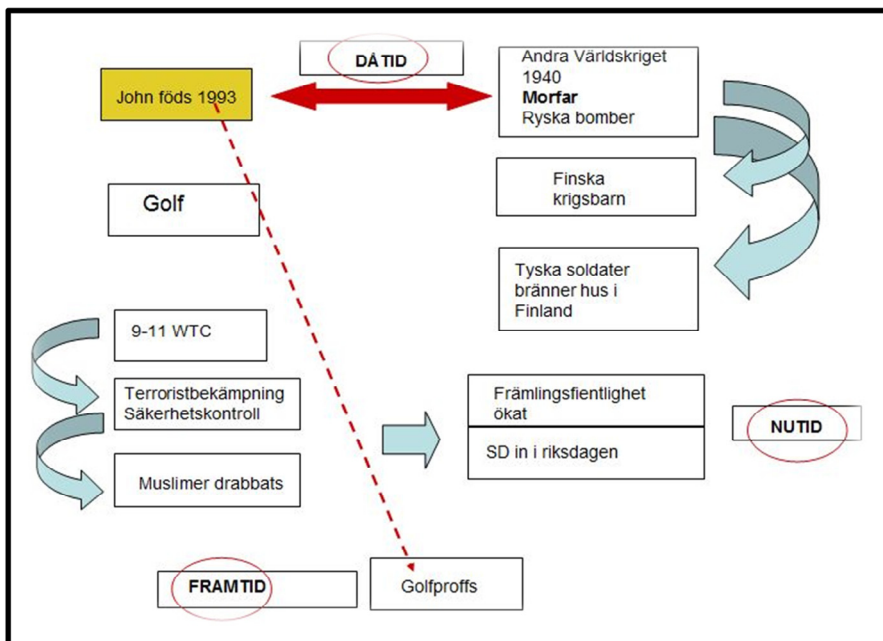 DÅTID
John föds 1993
Andra Världskriget
1940
Morfar
Ryska bomber
Golf
Finska
krigsbarn
Tyska soldater
bränner hus i
Finland
9-11 WTC
Terroristbekämpning
Säkerhetskontroll
Muslimer drabbats
Främlingsfientlighet
ökat
SD in i riksdagen
NUTID
FRAMTID
Golfproffs